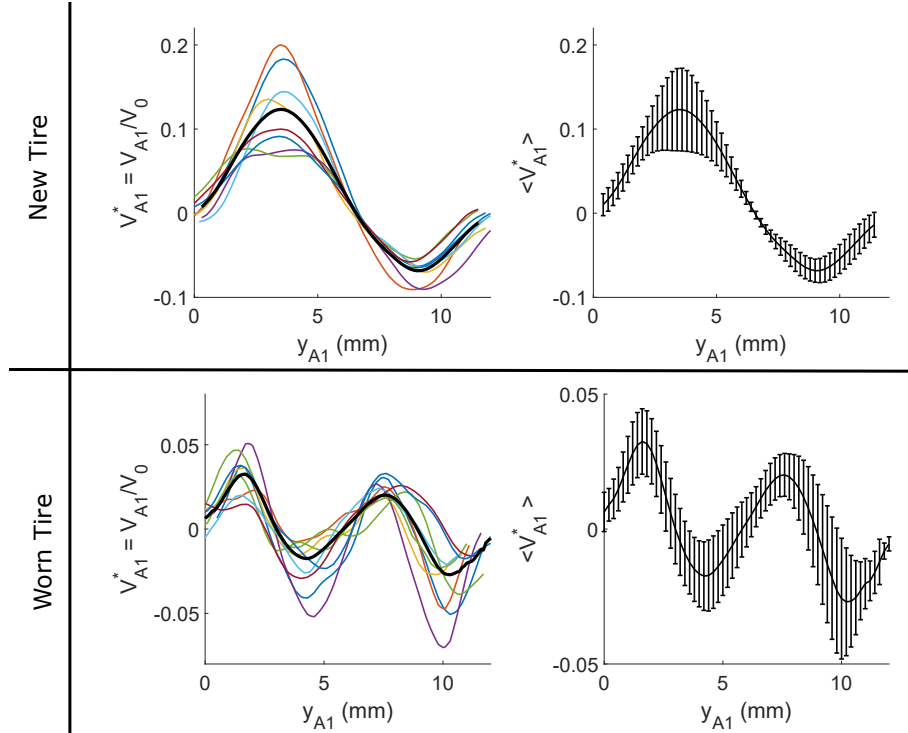 New Tire
V*A1 = VA1/V0
0.2
0.1
0
-0.1
0
5
10
yA1 (mm)
<V*A1>
0.2
0.1
0
-0.1
0
5
10
yA1 (mm)
Worn Tire
V*A1 = VA1/V0
0.05
0
-0.05
0
5
10
yA1 (mm)
<V*A1>
0.05
0
-0.05
0
5
10
yA1 (mm)